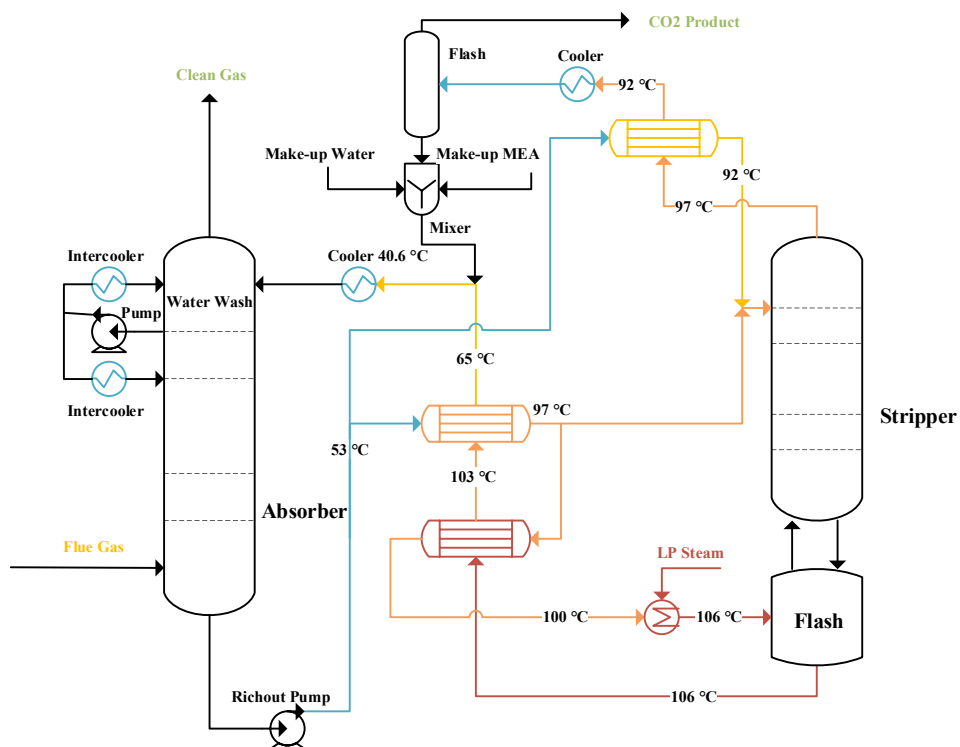 CO2 Product
Flash
Cooler
Clean Gas
92 ℃
Make-up Water
Make-up MEA
92 ℃
97 ℃
Mixer
Intercooler
Cooler 40.6 ℃
Water Wash
Pump
65 ℃
Intercooler
97 ℃
Stripper
53 ℃
103 ℃
Absorber
Flue Gas
LP Steam
100 ℃
106 ℃
Flash
Richout Pump
106 ℃